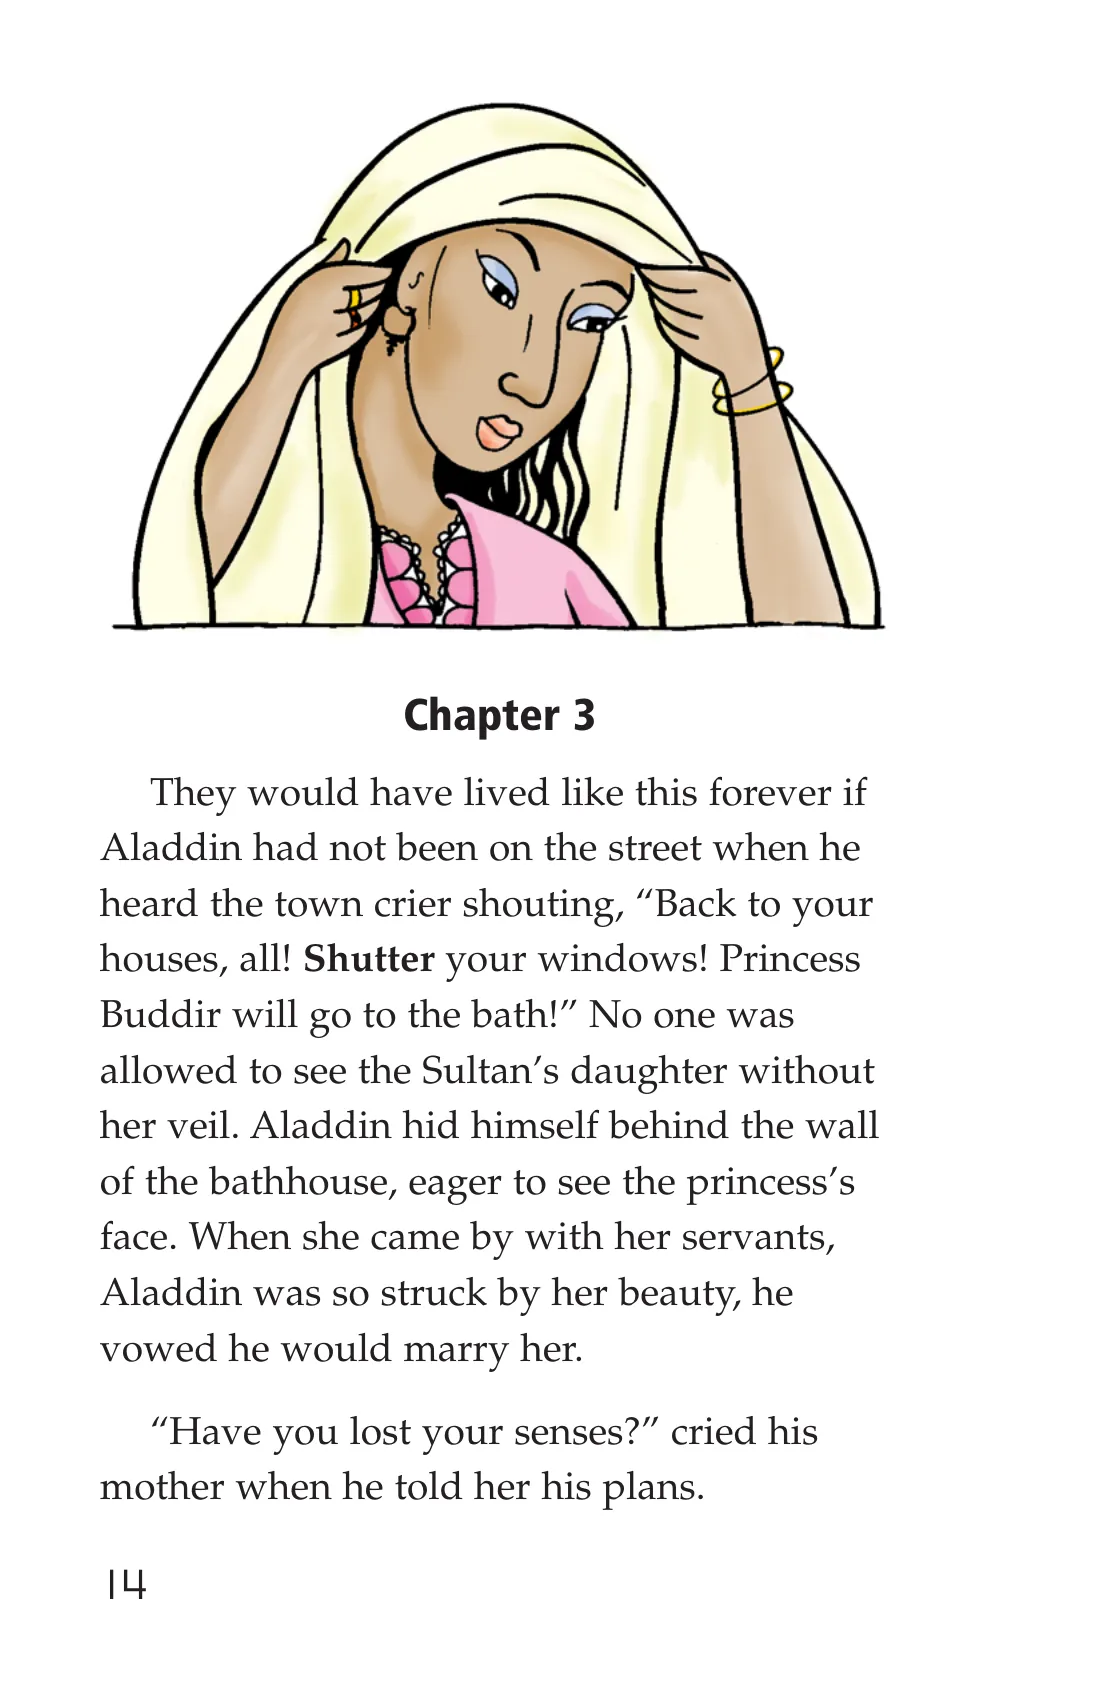 Chapter 3
They would have lived like this forever if
Aladdin had not been on the street when he
heard the town crier shouting, “Back to your
houses, all! Shutter your windows! Princess
Buddir will go to the bath!” No one was
allowed to see the Sultan’s daughter without
her veil. Aladdin hid himself behind the wall
of the bathhouse, eager to see the princess’s
face. When she came by with her servants,
Aladdin was so struck by her beauty, he
vowed he would marry her.
“Have you lost your senses?” cried his
mother when he told her his plans.
14